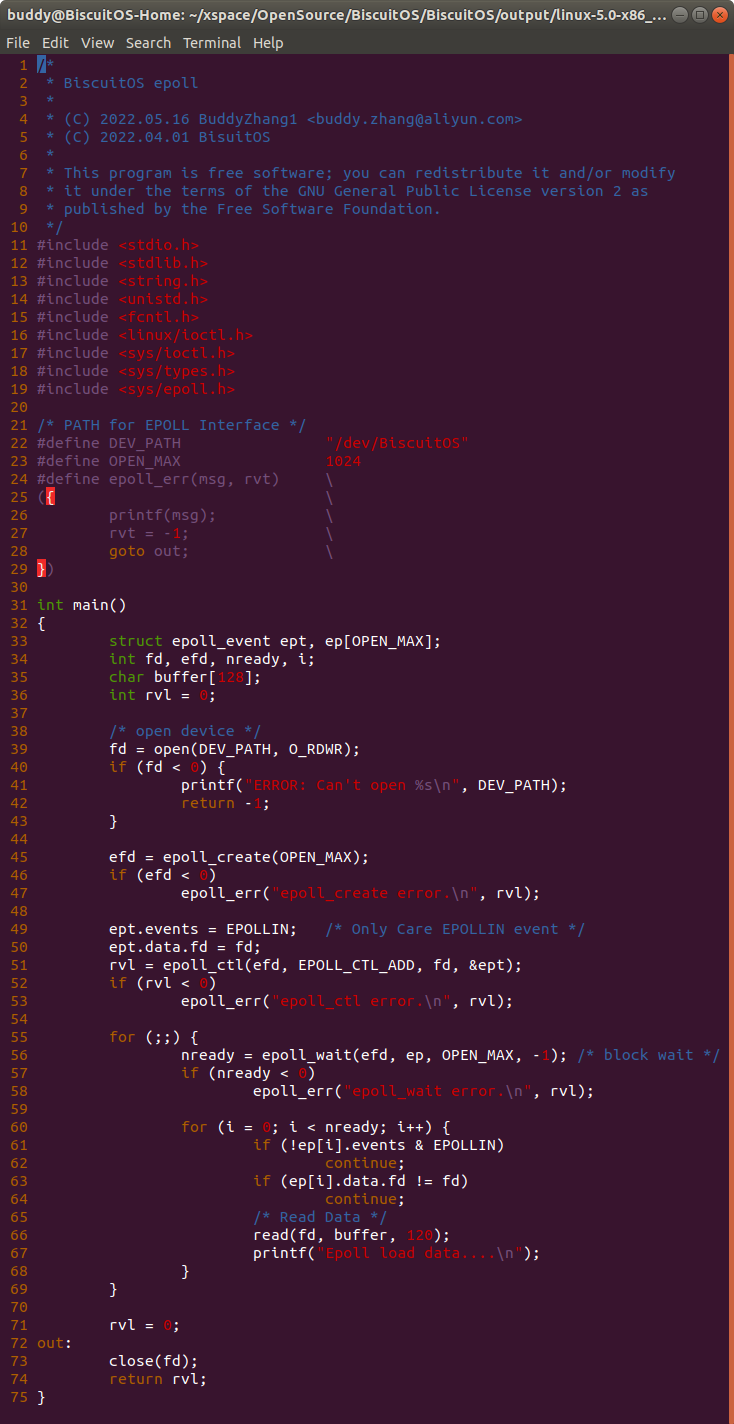 buddy@BiscuitOS-Home: ~/xspace/OpenSource/BiscuitOS/BiscuitOS/output/linux-5.0-x86_...
File Edit View Search Terminal Help
1 /*
2  * BiscuitOS epoll
3  *
4  * (C) 2022.05.16 BuddyZhang1 <buddy.zhang@aliyun.com>
5  * (C) 2022.04.01 BisuitOS
6  *
7  * This program is free software; you can redistribute it and/or modify
8  * it under the terms of the GNU General Public License version 2 as
9  * published by the Free Software Foundation.
10  */
11 #include <stdio.h>
12 #include <stdlib.h>
13 #include <string.h>
14 #include <unistd.h>
15 #include <fcntl.h>
16 #include <linux/ioctl.h>
17 #include <sys/ioctl.h>
18 #include <sys/types.h>
19 #include <sys/epoll.h>
20
21 /* PATH for EPOLL Interface */
22 #define DEV_PATH                "/dev/BiscuitOS"
23 #define OPEN_MAX                1024
24 #define epoll_err(msg, rvt)     \
25 ({                              \
26         printf(msg);            \
27         rvt = -1;               \
28         goto out;               \
29 })
30
31 int main()
32 {
33         struct epoll_event ept, ep[OPEN_MAX];
34         int fd, efd, nready, i;
35         char buffer[128];
36         int rvl = 0;
37
38         /* open device */
39         fd = open(DEV_PATH, O_RDWR);
40         if (fd < 0) {
41                 printf("ERROR: Can't open %s\n", DEV_PATH);
42                 return -1;
43         }
44
45         efd = epoll_create(OPEN_MAX);
46         if (efd < 0)
47                 epoll_err("epoll_create error.\n", rvl);
48
49         ept.events = EPOLLIN;   /* Only Care EPOLLIN event */
50         ept.data.fd = fd;
51         rvl = epoll_ctl(efd, EPOLL_CTL_ADD, fd, &ept);
52         if (rvl < 0)
53                 epoll_err("epoll_ctl error.\n", rvl);
54
55         for (;;) {
56                 nready = epoll_wait(efd, ep, OPEN_MAX, -1); /* block wait */
57                 if (nready < 0)
58                         epoll_err("epoll_wait error.\n", rvl);
59
60                 for (i = 0; i < nready; i++) {
61                         if (!ep[i].events & EPOLLIN)
62                                 continue;
63                         if (ep[i].data.fd != fd)
64                                 continue;
65                         /* Read Data */
66                         read(fd, buffer, 120);
67                         printf("Epoll load data....\n");
68                 }
69         }
70
71         rvl = 0;
72 out:
73         close(fd);
74         return rvl;
75 }